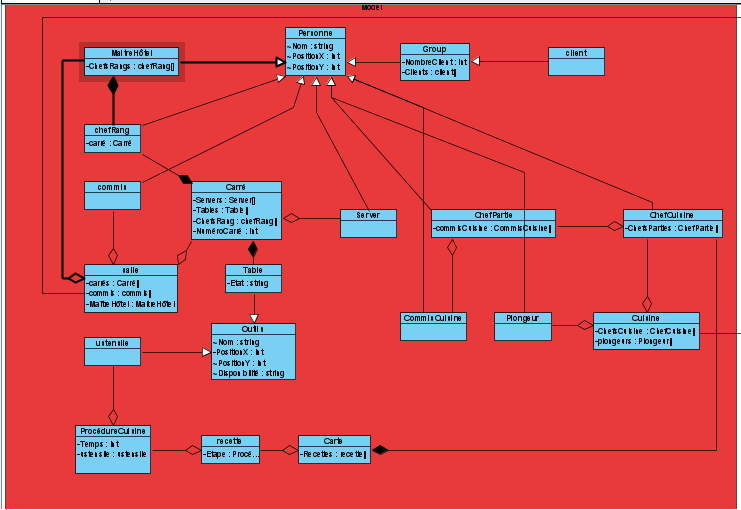 Model
Personne
~Nom : string
~PositionX : int
~PositionY : int
MaitreHôtel
-ChefsRangs : chefRang[]
Group
-NombreClient : int
-Clients : client[]
client
chefRang
-carré : Carré
commis
Carré
-Servers : Server[]
-Tables : Table[]
-ChefsRang : chefRang[]
-NuméroCarré : int
Server
ChefPartie
-commisCuisine : CommisCuisine[]
ChefCuisine
-ChefsParties : ChefPartie[]
salle
-carrés : Carré[]
-commis : commis[]
-MaitreHôtel : MaitreHôtel
Table
-Etat : string
CommisCuisine
Plongeur
Cuisine
-ChefsCuisine : ChefCuisine[]
-plongeurs : Plongeur[]
ustensile
Outils
~Nom : string
-PositionX : int
~PositionY : int
~Disponibilité : string
ProcédureCuisine
-Temps : int
-ustensile : ustensile
recette
-Etape : Procé...
Carte
-Recettes : recette[]